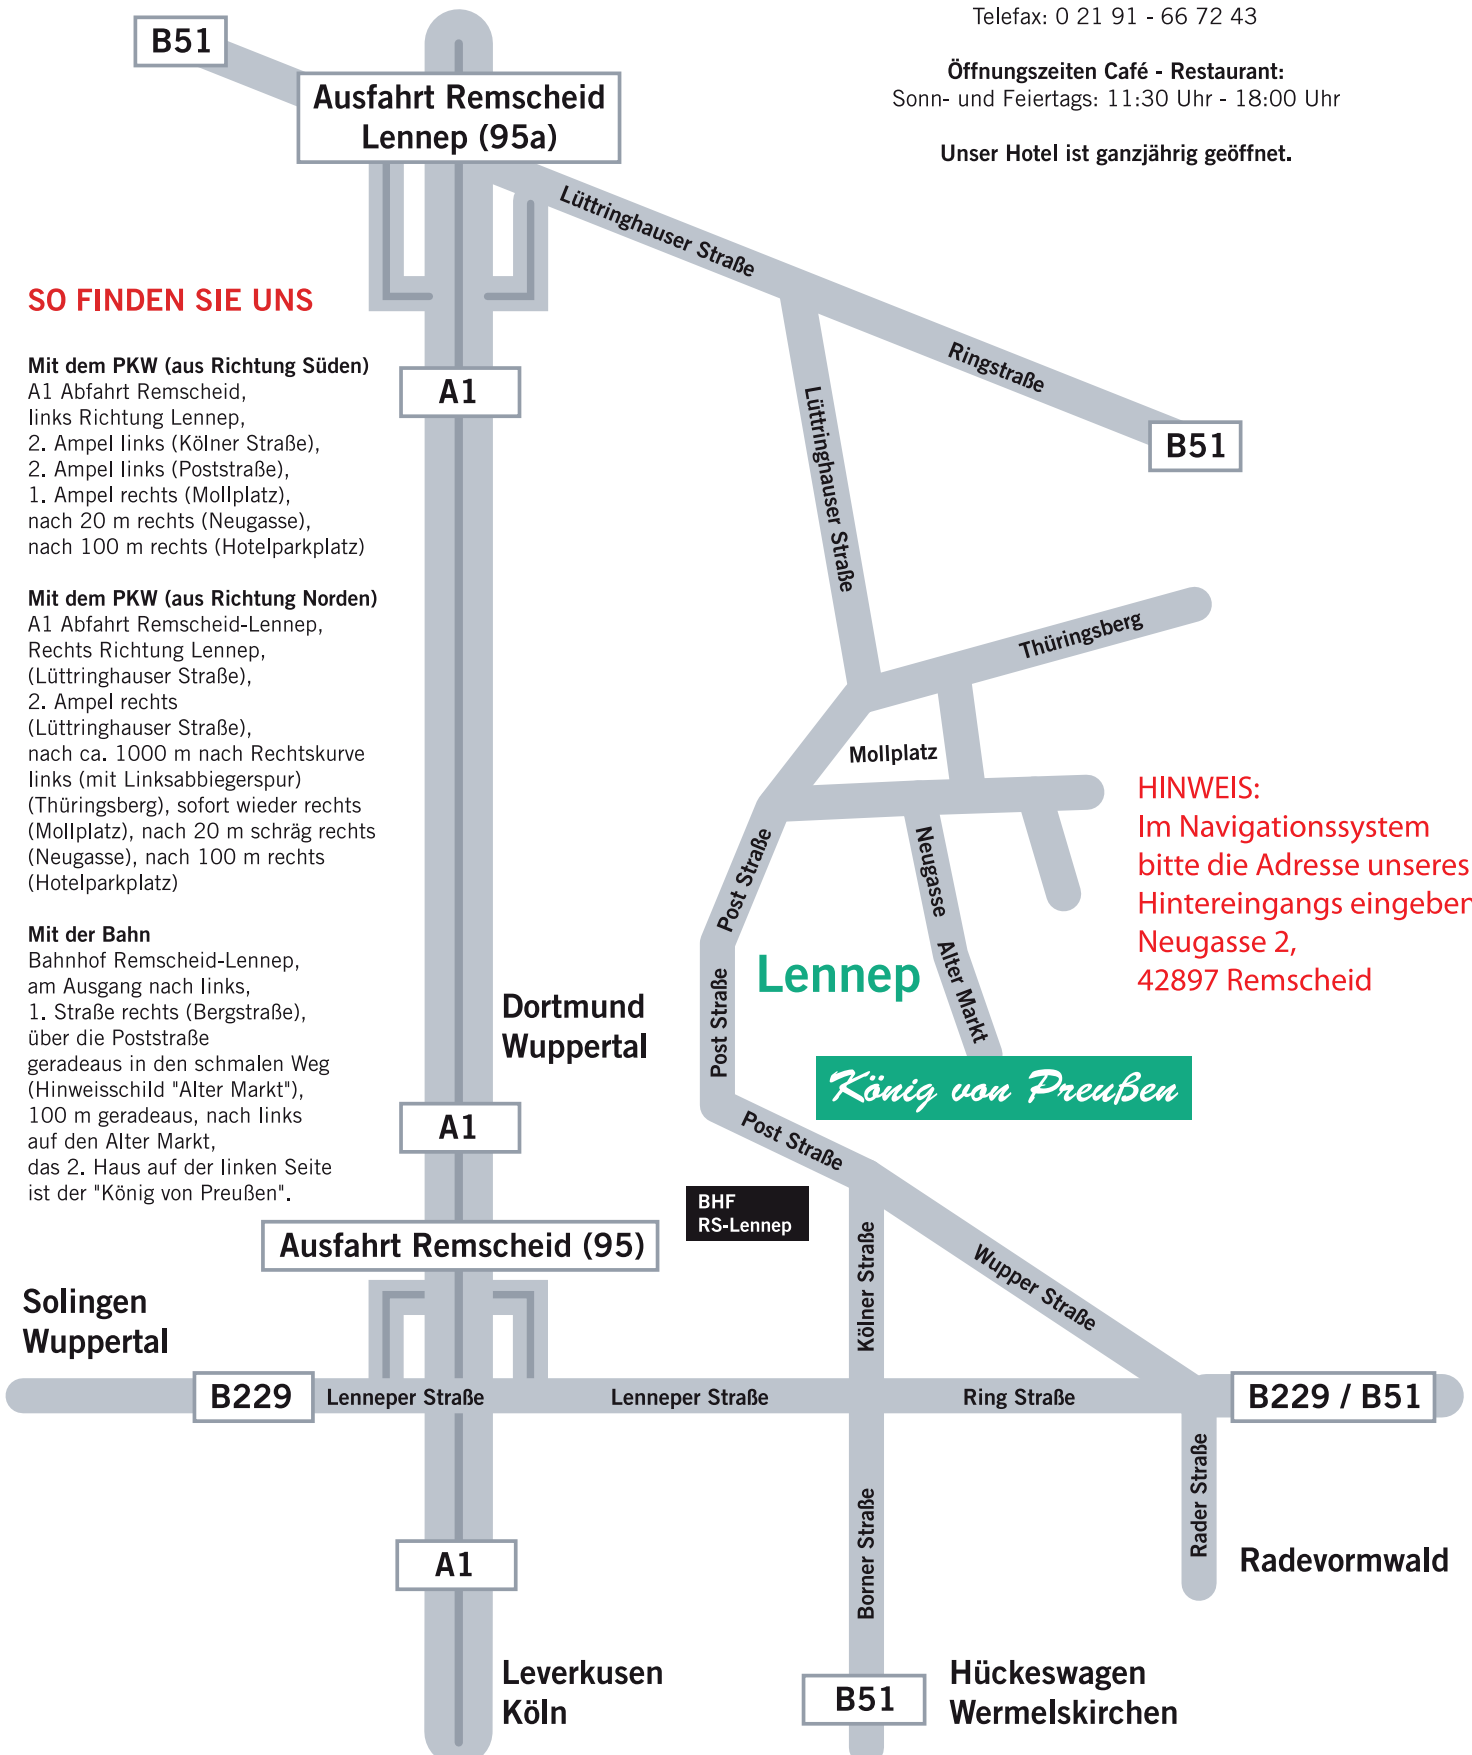 Telefax: 0 21 91 - 66 72 43
Öffnungszeiten Café - Restaurant:
Sonn- und Feiertags: 11:30 Uhr - 18:00 Uhr
Unser Hotel ist ganzjährig geöffnet.
B51
Ausfahrt Remscheid
Lennep (95a)
Lüttringhauser Straße
Ringstraße
B51
Lüttringhauser Straße
A1
SO FINDEN SIE UNS
Mit dem PKW (aus Richtung Süden)
A1 Abfahrt Remscheid,
links Richtung Lennep,
2. Ampel links (Kölner Straße),
2. Ampel links (Poststraße),
1. Ampel rechts (Mollplatz),
nach 20 m rechts (Neugasse),
nach 100 m rechts (Hotelparkplatz)
Mit dem PKW (aus Richtung Norden)
A1 Abfahrt Remscheid-Lennep,
Rechts Richtung Lennep,
(Lüttringhauser Straße),
2. Ampel rechts
(Lüttringhauser Straße),
nach ca. 1000 m nach Rechtskurve
links (mit Linksabbiegerspur)
(Thüringsberg), sofort wieder rechts
(Mollplatz), nach 20 m schräg rechts
(Neugasse), nach 100 m rechts
(Hotelparkplatz)
Mit der Bahn
Bahnhof Remscheid-Lennep,
am Ausgang nach links,
1. Straße rechts (Bergstraße),
über die Poststraße
geradeaus in den schmalen Weg
(Hinweisschild "Alter Markt"),
100 m geradeaus, nach links
auf den Alter Markt,
das 2. Haus auf der linken Seite
ist der "König von Preußen".
Thüringsberg
Mollplatz
HINWEIS:
Im Navigationssystem
bitte die Adresse unseres
Hintereingangs eingeben
Neugasse 2,
42897 Remscheid
Post Straße
Neugasse
Alter Markt
Lennep
Post Straße
Dortmund
Wuppertal
König von Preußen
A1
Post Straße
BHF
RS-Lennep
Ausfahrt Remscheid (95)
Kölner Straße
Wupper Straße
Solingen
Wuppertal
B229
Lenneper Straße
Lenneper Straße
Ring Straße
B229 / B51
Rader Straße
Borner Straße
A1
Radevormwald
Leverkusen
Köln
B51
Hückeswagen
Wermelskirchen